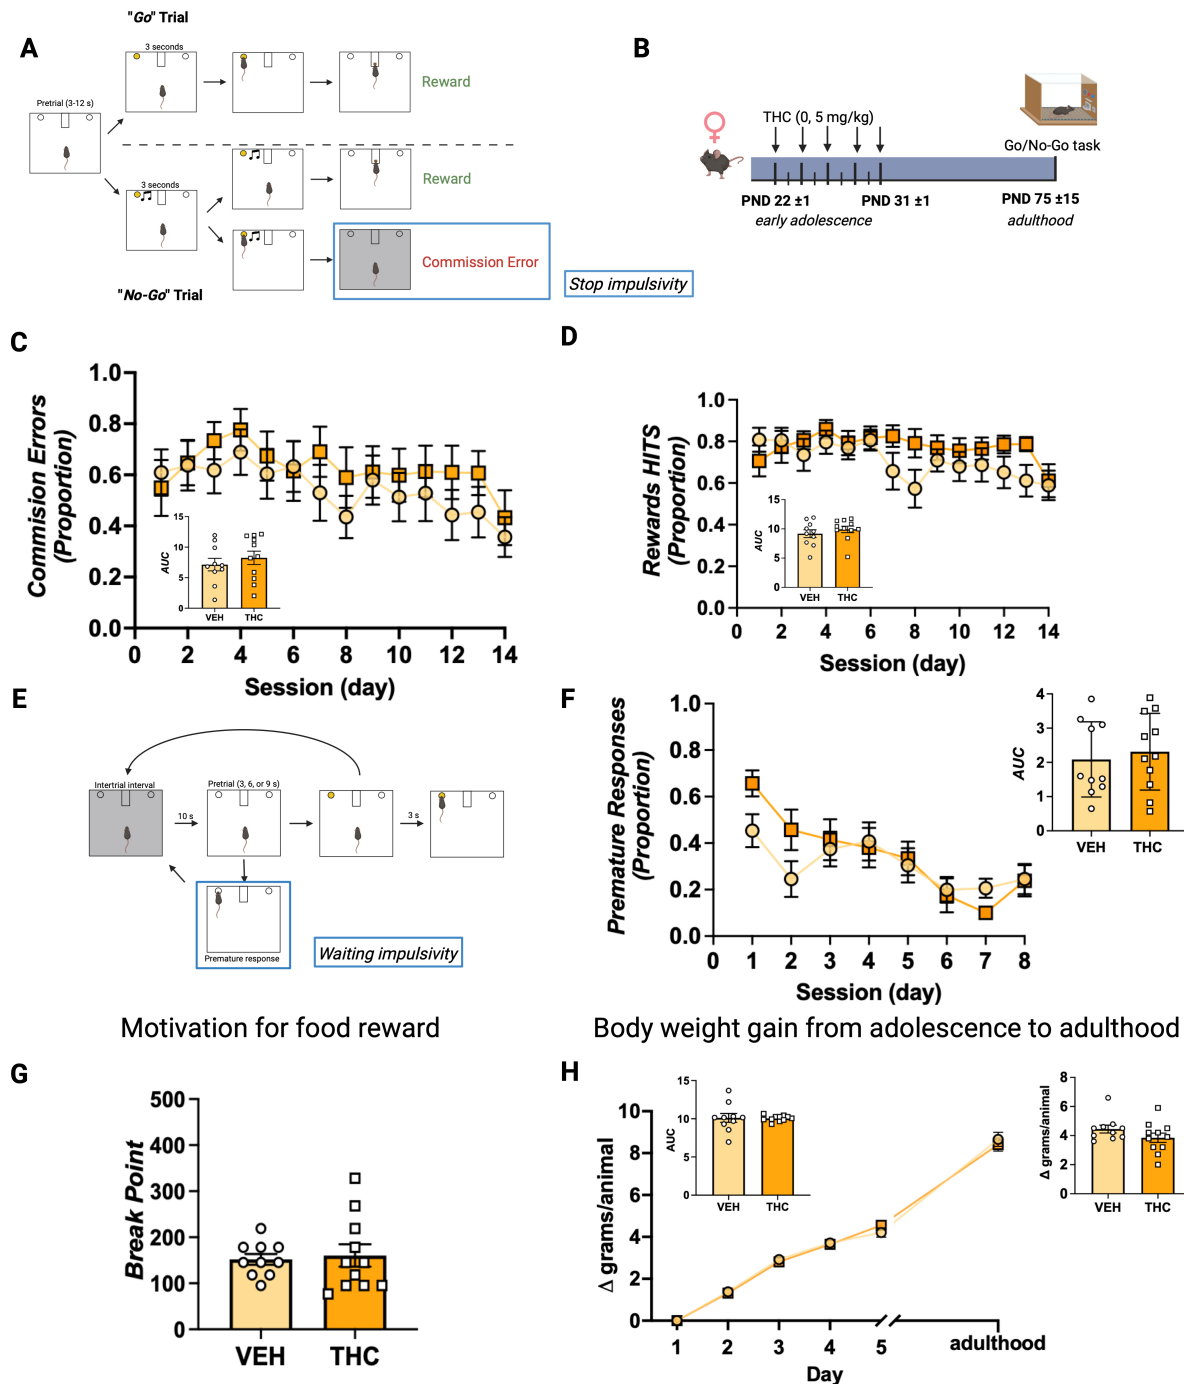 "Go" Trial
A
3 seconds
Pretrial (3-12 s)
Reward
3 seconds
Reward
Commission Error
"No-Go" Trial
Stop impulsivity
B
THC (0, 5 mg/kg)
Go/No-Go task
PND 22 ±1
PND 31 ±1
PND 75 ±15
early adolescence
adulthood
C
Commision Errors
(Proportion)
1.0
0.8
0.6
0.4
0.2
0.0
0 2 4 6 8 10 12 14
Session (day)
AUC
15
10
5
0
VEH THC
D
Rewards HITS
(Proportion)
1.0
0.8
0.6
0.4
0.2
0.0
0 2 4 6 8 10 12 14
Session (day)
AUC
15
10
5
0
VEH THC
E
Intertrial interval
Pretrial (3, 6, or 9 s)
10 s
3 s
Premature response
Waiting impulsivity
F
Premature Responses
(Proportion)
1.0
0.8
0.6
0.4
0.2
0.0
0 1 2 3 4 5 6 7 8
Session (day)
AUC
4
3
2
1
0
VEH THC
Motivation for food reward
G
Break Point
500
400
300
200
100
0
VEH THC
Body weight gain from adolescence to adulthood
H
Δ grams/animal
10
8
6
4
2
0
1 2 3 4 5 adulthood
Day
AUC
15
10
5
0
VEH THC
Δ grams/animal
8
6
4
2
0
VEH THC